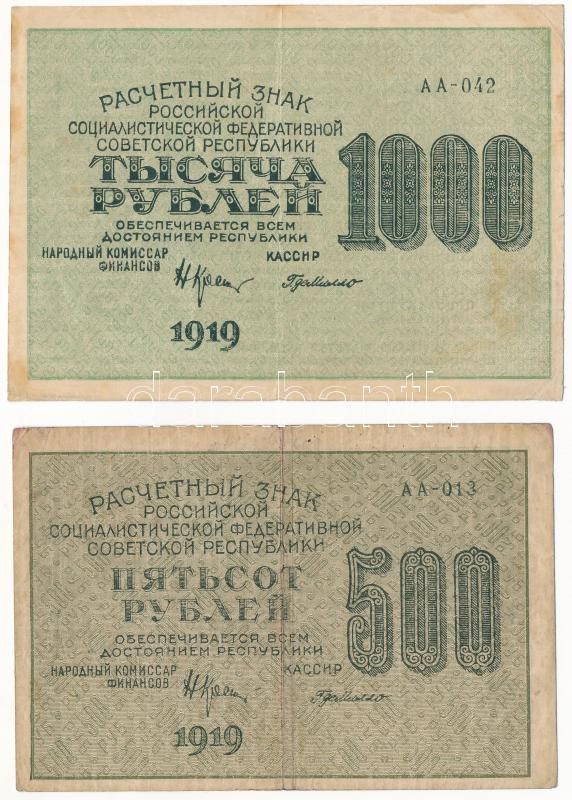 РАСЧЕТНЫЙ ЗНАК
РОССИЙСКОЙ
СОЦИАЛИСТИЧЕСКОЙ ФЕДЕРАТИВНОЙ
СОВЕТСКОЙ РЕСПУБЛИКИ
ТЫСЯЧА
РУБЛЕЙ
ОБЕСПЕЧИВАЕТСЯ ВСЕМ
ДОСТОЯНИЕМ РЕСПУБЛИКИ
НАРОДНЫЙ КОМИССАР
ФИНАНСОВ
КАССИР
1919
АА-042
1000
darabanth
РАСЧЕТНЫЙ ЗНАК
РОССИЙСКОЙ
СОЦИАЛИСТИЧЕСКОЙ ФЕДЕРАТИВНОЙ
СОВЕТСКОЙ РЕСПУБЛИКИ
ПЯТЬСОТ
РУБЛЕЙ
ОБЕСПЕЧИВАЕТСЯ ВСЕМ
ДОСТОЯНИЕМ РЕСПУБЛИКИ
НАРОДНЫЙ КОМИССАР
ФИНАНСОВ
КАССИР
1919
АА-013
500